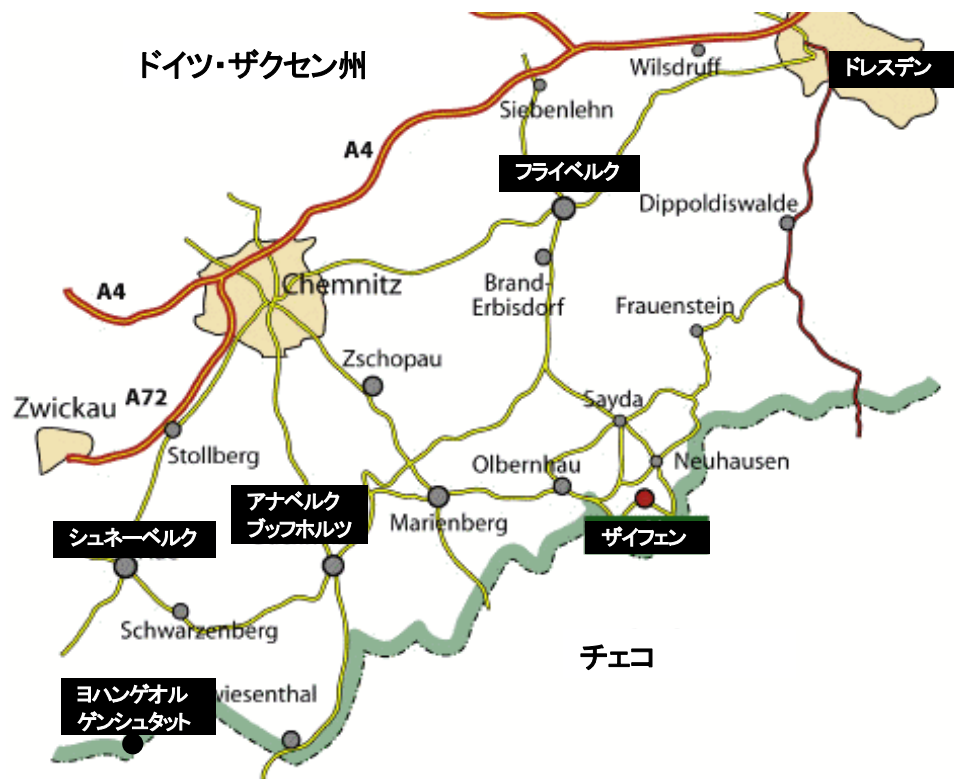 ドイツ・ザクセン州
Wilsdruff
ドレスデン
Siebenlehn
A4
フライベルク
Dippoldiswalde
A4
Chemnitz
Brand-
Erbisdorf
Frauenstein
Zschopau
Zwickau
A72
Sayda
Stollberg
Olbernhau
Neuhausen
アナベルク
ブッフホルツ
Marienberg
シュネーベルク
ザイフェン
Schwarzenberg
チェコ
ヨハンゲオル
ゲンシュタット
wiesenthal